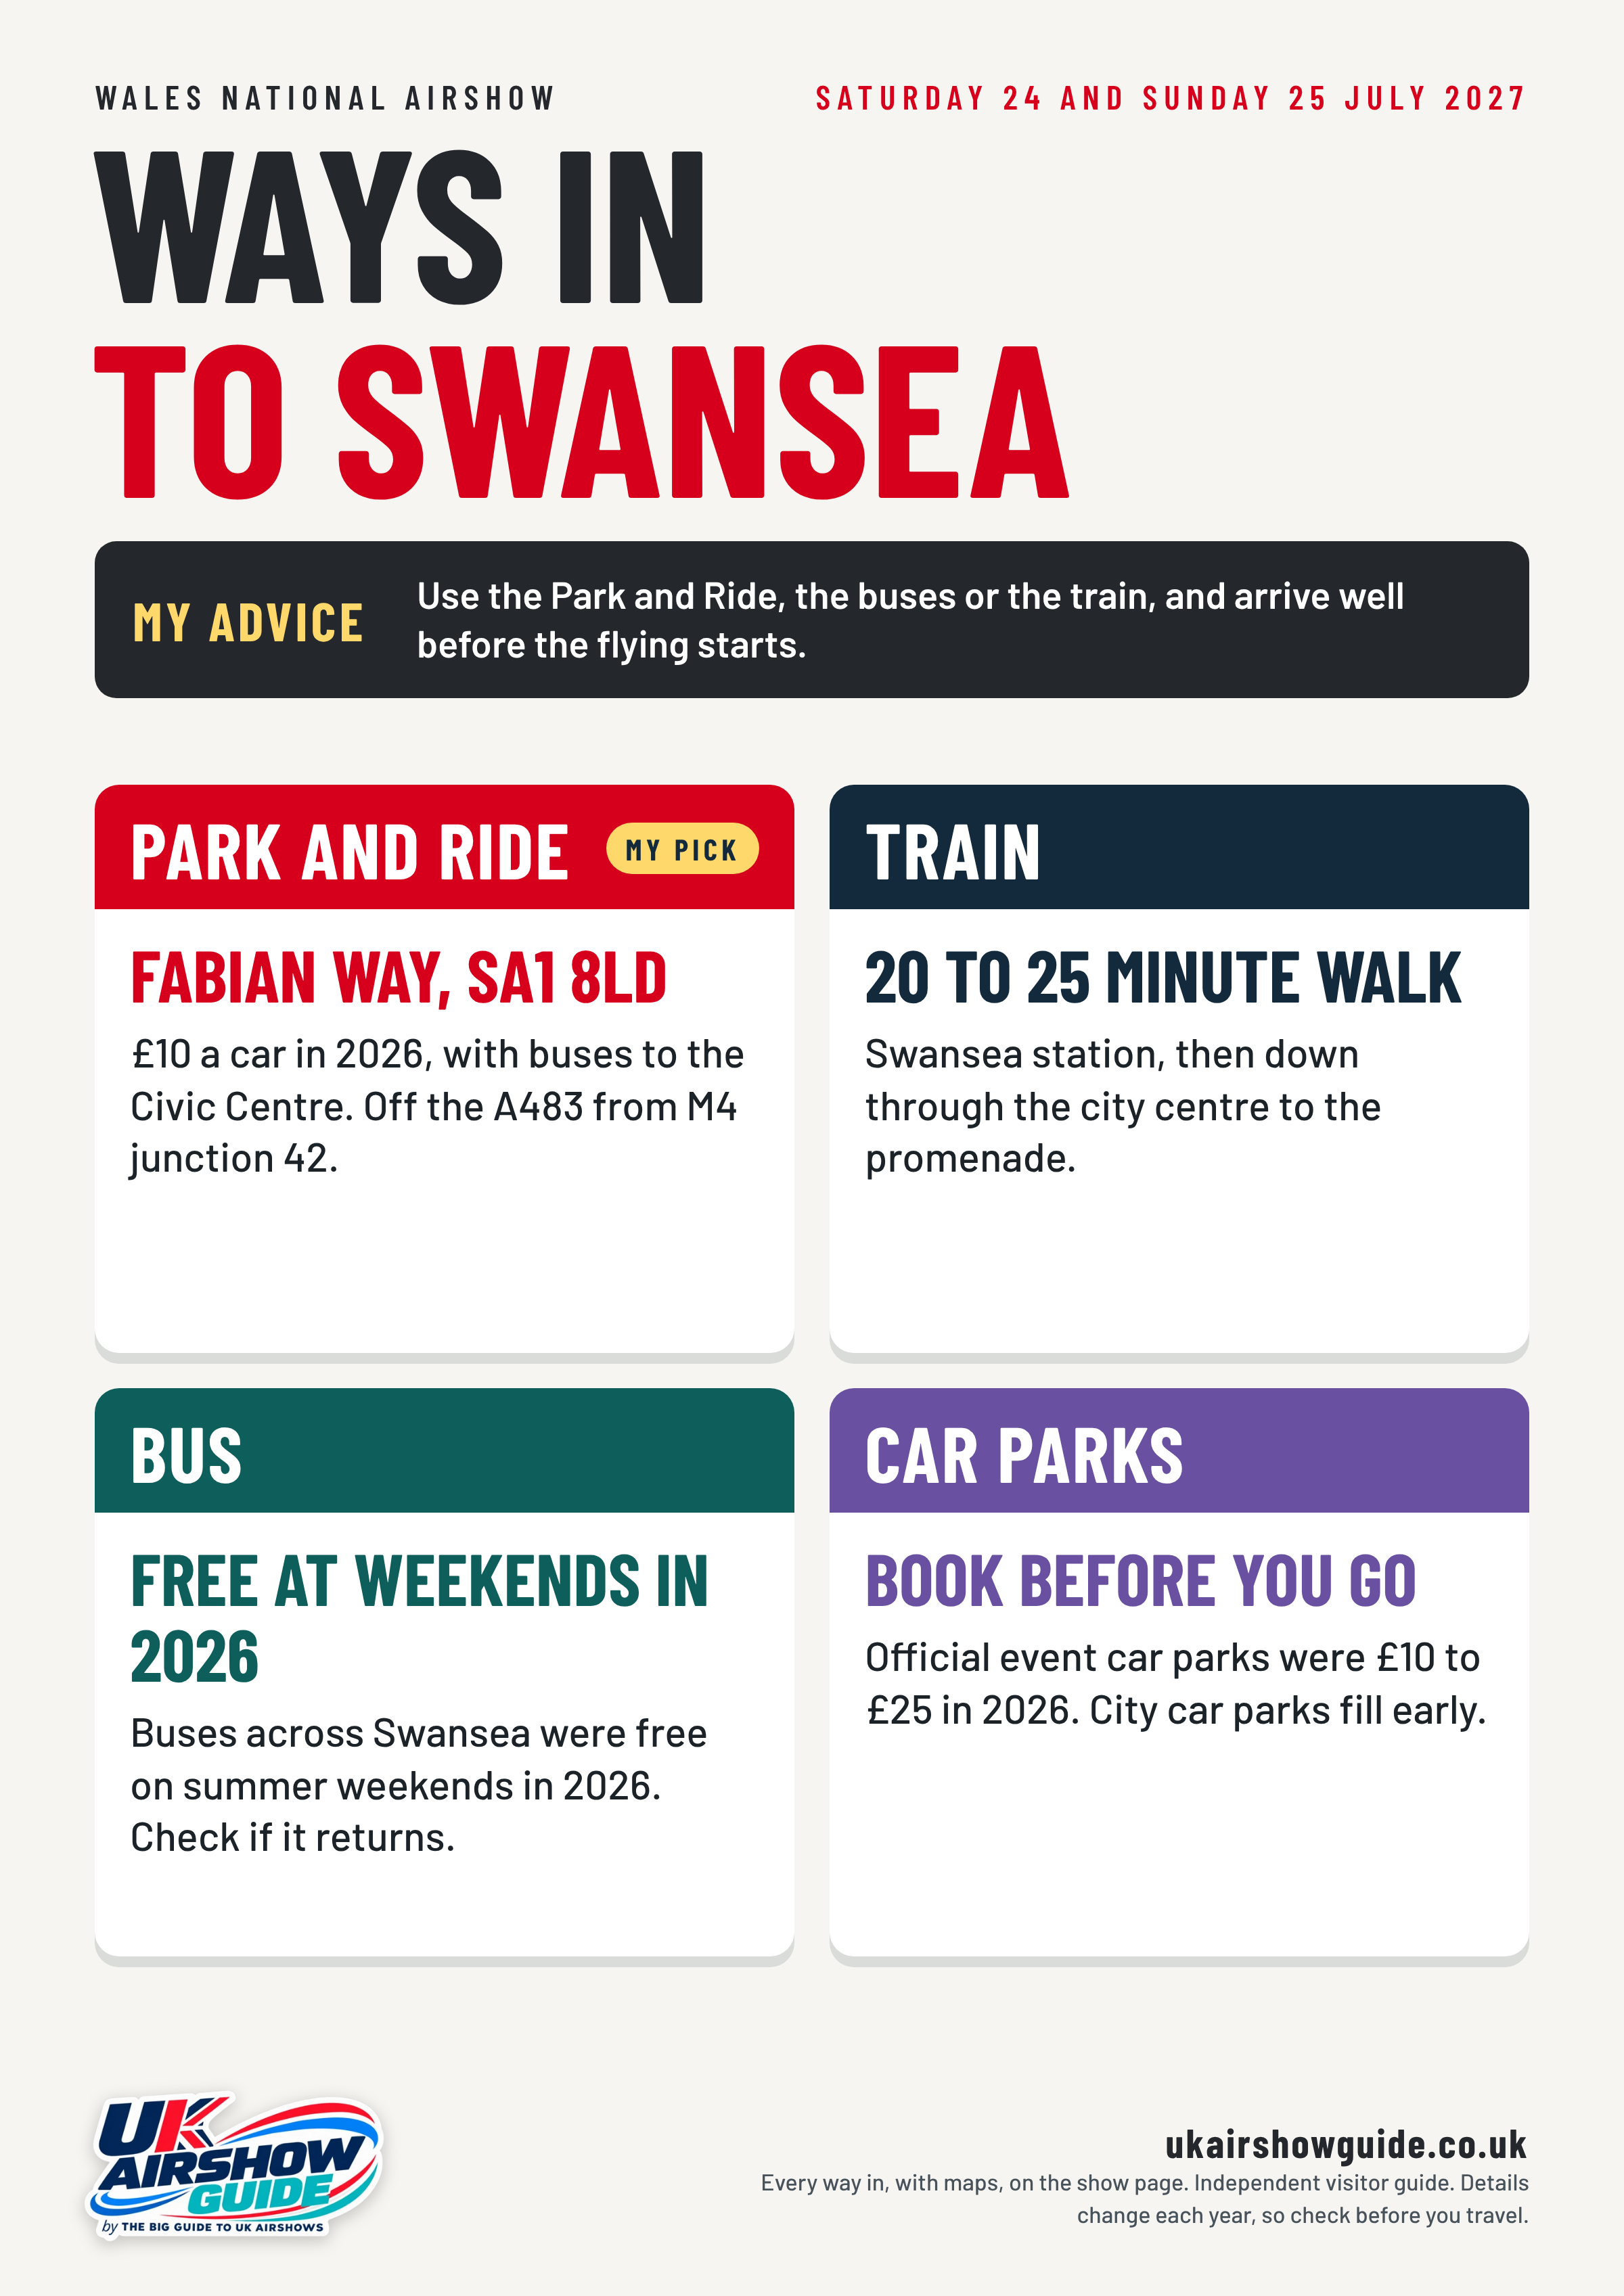 WALES NATIONAL AIRSHOW
SATURDAY 24 AND SUNDAY 25 JULY 2027
WAYS IN
TO SWANSEA
MY ADVICE
Use the Park and Ride, the buses or the train, and arrive well
before the flying starts.
PARK AND RIDE
MY PICK
FABIAN WAY, SA1 8LD
£10 a car in 2026, with buses to the
Civic Centre. Off the A483 from M4
junction 42.
TRAIN
20 TO 25 MINUTE WALK
Swansea station, then down
through the city centre to the
promenade.
BUS
FREE AT WEEKENDS IN
2026
Buses across Swansea were free
on summer weekends in 2026.
Check if it returns.
CAR PARKS
BOOK BEFORE YOU GO
Official event car parks were £10 to
£25 in 2026. City car parks fill early.
UK
AIRSHOW
GUIDE
by THE BIG GUIDE TO UK AIRSHOWS
ukairshowguide.co.uk
Every way in, with maps, on the show page. Independent visitor guide. Details
change each year, so check before you travel.